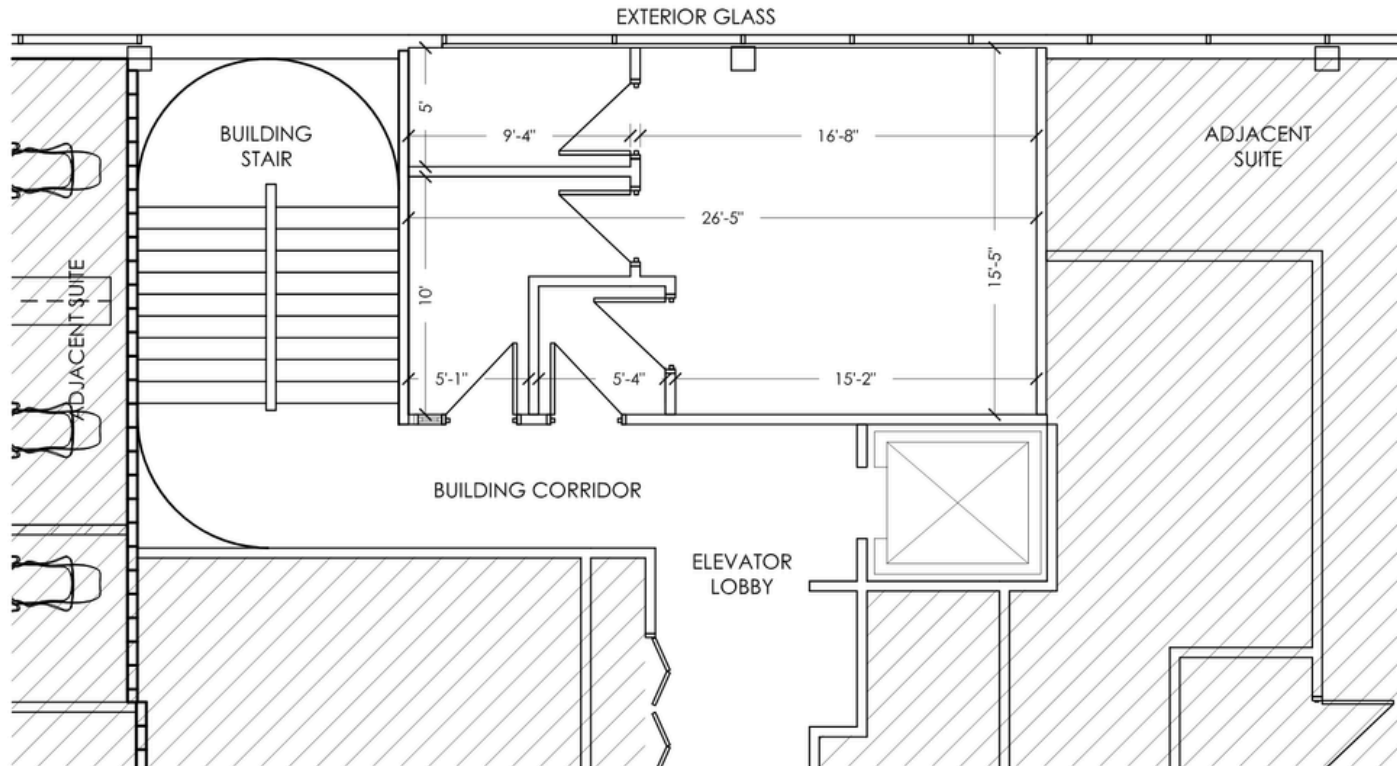 EXTERIOR GLASS
BUILDING
STAIR
5'
9'-4"
16'-8"
ADJACENT
SUITE
26'-5"
15'-5"
ADJACENT SUITE
10'
5'-1"
5'-4"
15'-2"
BUILDING CORRIDOR
ELEVATOR
LOBBY